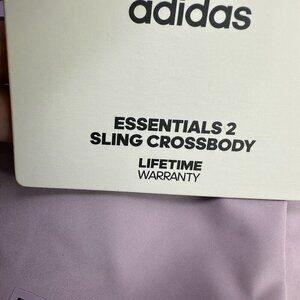 adidas
ESSENTIALS 2
SLING CROSSBODY
LIFETIME
WARRANTY